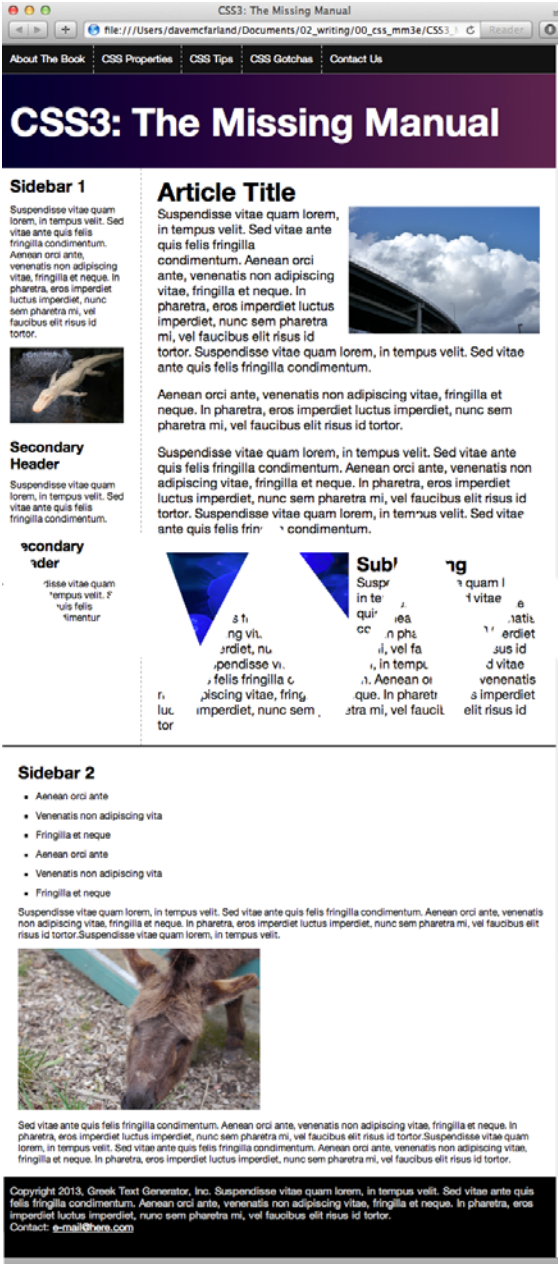 CSS3: The Missing Manual
file:///Users/davemcfarland/Documents/02_writing/00_css_mm3e/CSS3_
Reader
About The Book CSS Properties CSS Tips CSS Gotchas Contact Us
CSS3: The Missing Manual
Sidebar 1
Suspendisse vitae quam
lorem, in tempus velit. Sed
vitae ante quis felis
fringilla condimentum.
Aenean orci ante,
venenatis non adipiscing
vitae, fringilla et neque. In
pharetra, eros imperdiet
luctus imperdiet, nunc
sem pharetra mi, vel
faucibus elit risus id
tortor.
Secondary
Header
Suspendisse vitae quam
lorem, in tempus velit. Sed
vitae ante quis felis
fringilla condimentum.
Article Title
Suspendisse vitae quam lorem,
in tempus velit. Sed vitae ante
quis felis fringilla
condimentum. Aenean orci
ante, venenatis non adipiscing
vitae, fringilla et neque. In
pharetra, eros imperdiet luctus
imperdiet, nunc sem pharetra
mi, vel faucibus elit risus id
tortor. Suspendisse vitae quam lorem, in tempus velit. Sed vitae
ante quis felis fringilla condimentum.
Aenean orci ante, venenatis non adipiscing vitae, fringilla et
neque. In pharetra, eros imperdiet luctus imperdiet, nunc sem
pharetra mi, vel faucibus elit risus id tortor.
Suspendisse vitae quam lorem, in tempus velit. Sed vitae ante
quis felis fringilla condimentum. Aenean orci ante, venenatis non
adipiscing vitae, fringilla et neque. In pharetra, eros imperdiet
luctus imperdiet, nunc sem pharetra mi, vel faucibus elit risus id
tortor. Suspendisse vitae quam lorem, in tempus velit. Sed vitae
ante quis felis condimentum.
vitae quam
quis felis
quam
vitae
felis fringilla Aenean venenatis
vitae, imperdiet
imperdiet, nunc sem mi, vel elit risus id
tor
Sidebar 2
Aenean orci ante
Venenatis non adipiscing vita
Fringilla et neque
Aenean orci ante
Venenatis non adipiscing vita
Fringilla et neque
Suspendisse vitae quam lorem, in tempus velit. Sed vitae ante quis felis fringilla condimentum. Aenean orci ante, venenatis
non adipiscing vitae, fringilla et neque. In pharetra, eros imperdiet luctus imperdiet, nunc sem pharetra mi, vel faucibus elit
risus id tortor.Suspendisse vitae quam lorem, in tempus velit.
Sed vitae ante quis felis fringilla condimentum. Aenean orci ante, venenatis non adipiscing vitae, fringilla et neque. In
pharetra, eros imperdiet luctus imperdiet, nunc sem pharetra mi, vel faucibus elit risus id tortor.Suspendisse vitae quam
lorem, in tempus velit. Sed vitae ante quis felis fringilla condimentum. Aenean orci ante, venenatis non adipiscing vitae,
fringilla et neque. In pharetra, eros imperdiet luctus imperdiet, nunc sem pharetra mi, vel faucibus elit risus id tortor.
Copyright 2013, Greek Text Generator, Inc. Suspendisse vitae quam lorem, in tempus velit. Sed vitae ante quis
felis fringilla condimentum. Aenean orci ante, venenatis non adipiscing vitae, fringilla et neque. In pharetra, eros
imperdiet luctus imperdiet, nunc sem pharetra mi, vel faucibus elit risus id tortor.
Contact: e-mail@here.com